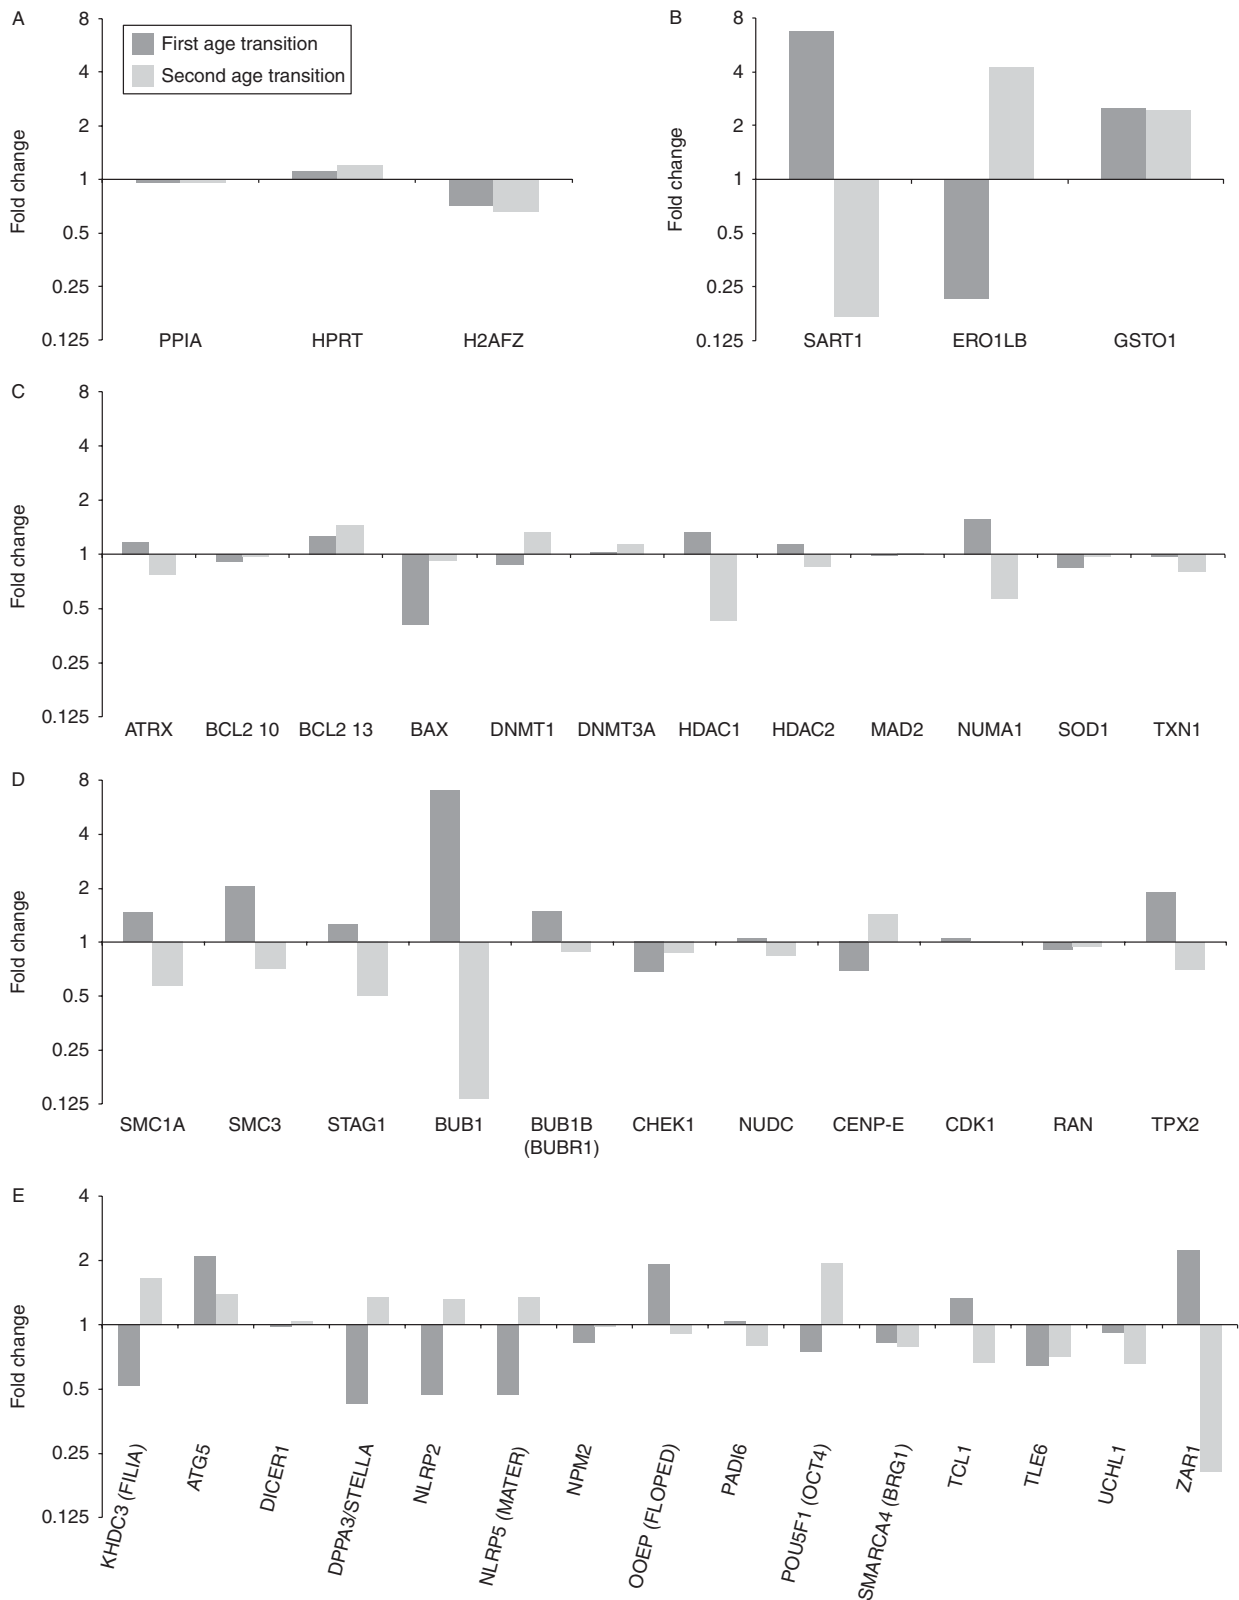 A
8
4
2
1
0.5
0.25
0.125
Fold change
First age transition
Second age transition
PPIA HPRT H2AFZ
B
8
4
2
1
0.5
0.25
0.125
Fold change
SART1 ERO1LB GSTO1
C
8
4
2
1
0.5
0.25
0.125
Fold change
ATRX BCL2 10 BCL2 13 BAX DNMT1 DNMT3A HDAC1 HDAC2 MAD2 NUMA1 SOD1 TXN1
D
8
4
2
1
0.5
0.25
0.125
Fold change
SMC1A SMC3 STAG1 BUB1 BUB1B CHEK1 NUDC CENP-E CDK1 RAN TPX2
(BUBR1)
E
4
2
1
0.5
0.25
0.125
Fold change
KHDC3 (FILIA)
ATG5
DICER1
DPPA3/STELLA
NLRP2
NLRP5 (MATER)
NPM2
OOEP (FLOPED)
PADI6
POU5F1 (OCT4)
SMARCA4 (BRG1)
TCL1
TLE6
UCHL1
ZAR1